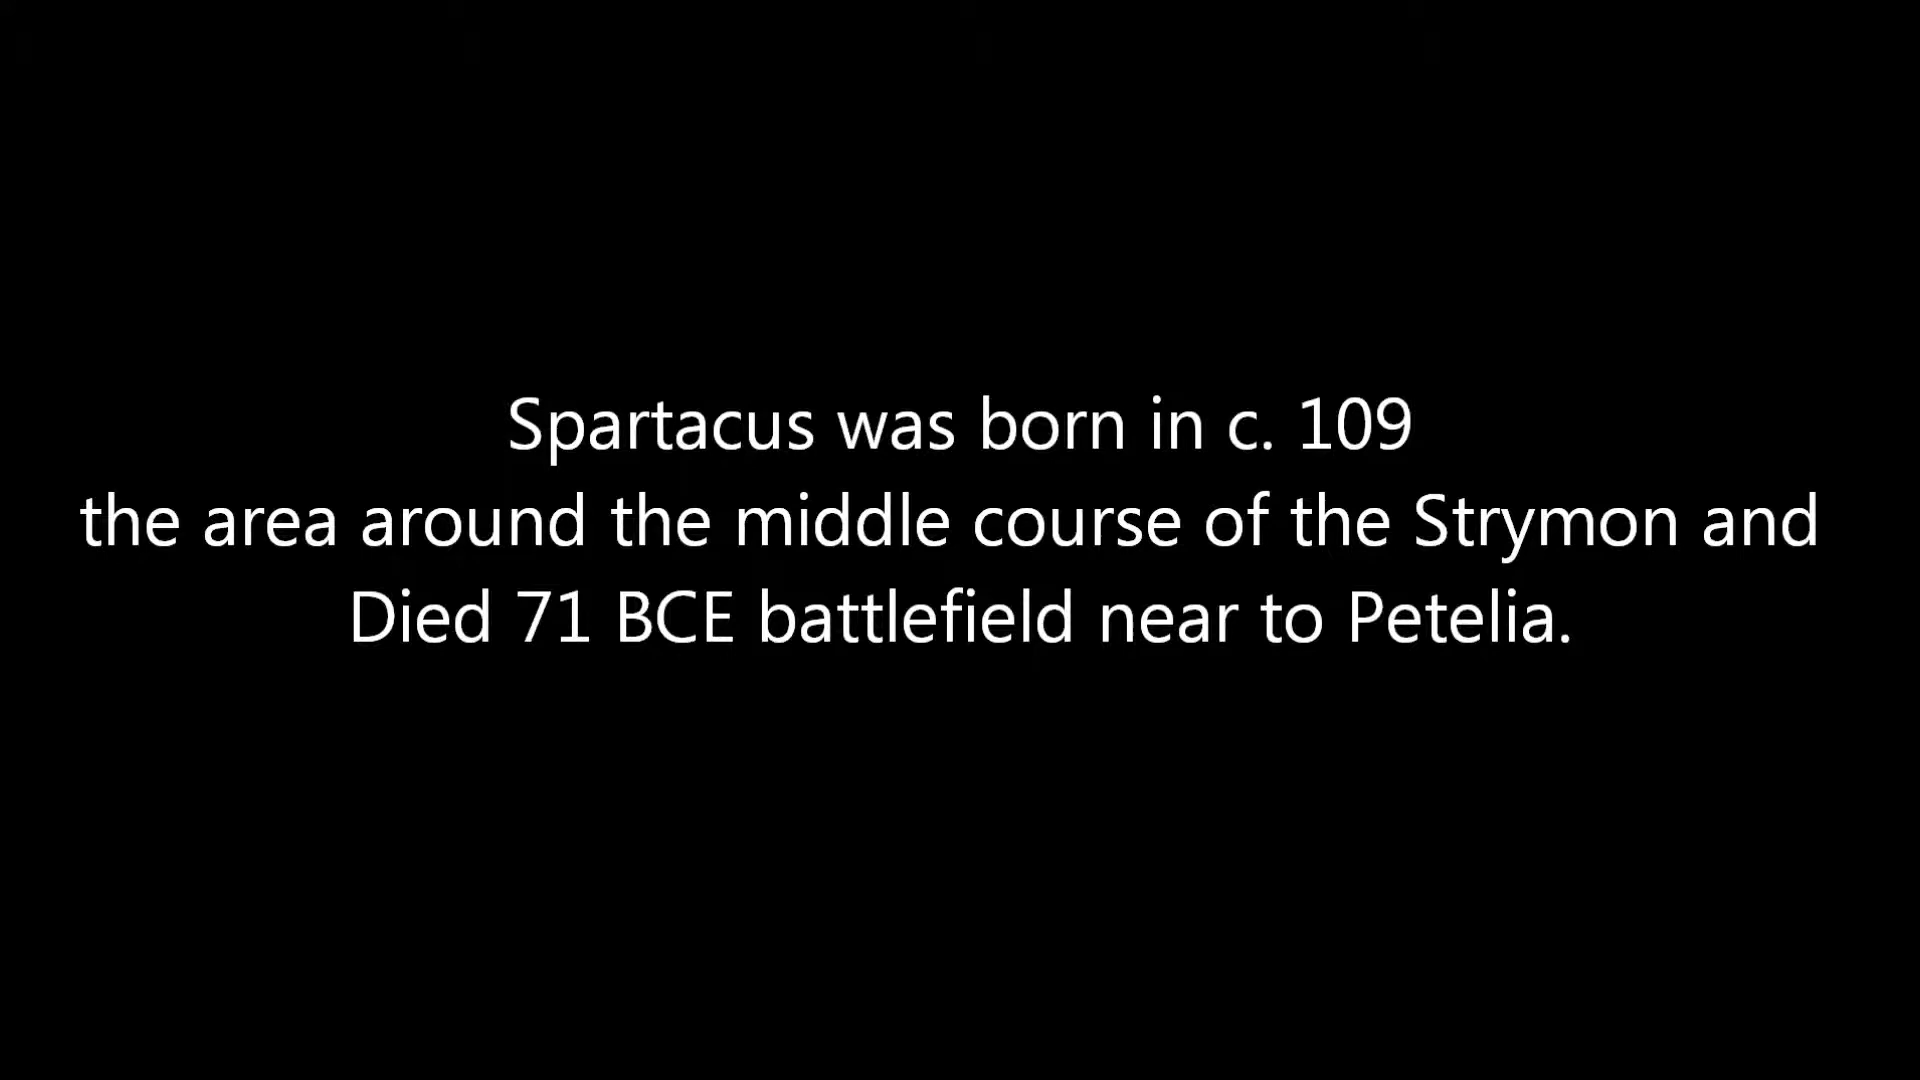 Spartacus was born in c. 109
the area around the middle course of the Strymon and
Died 71 BCE battlefield near to Petelia.